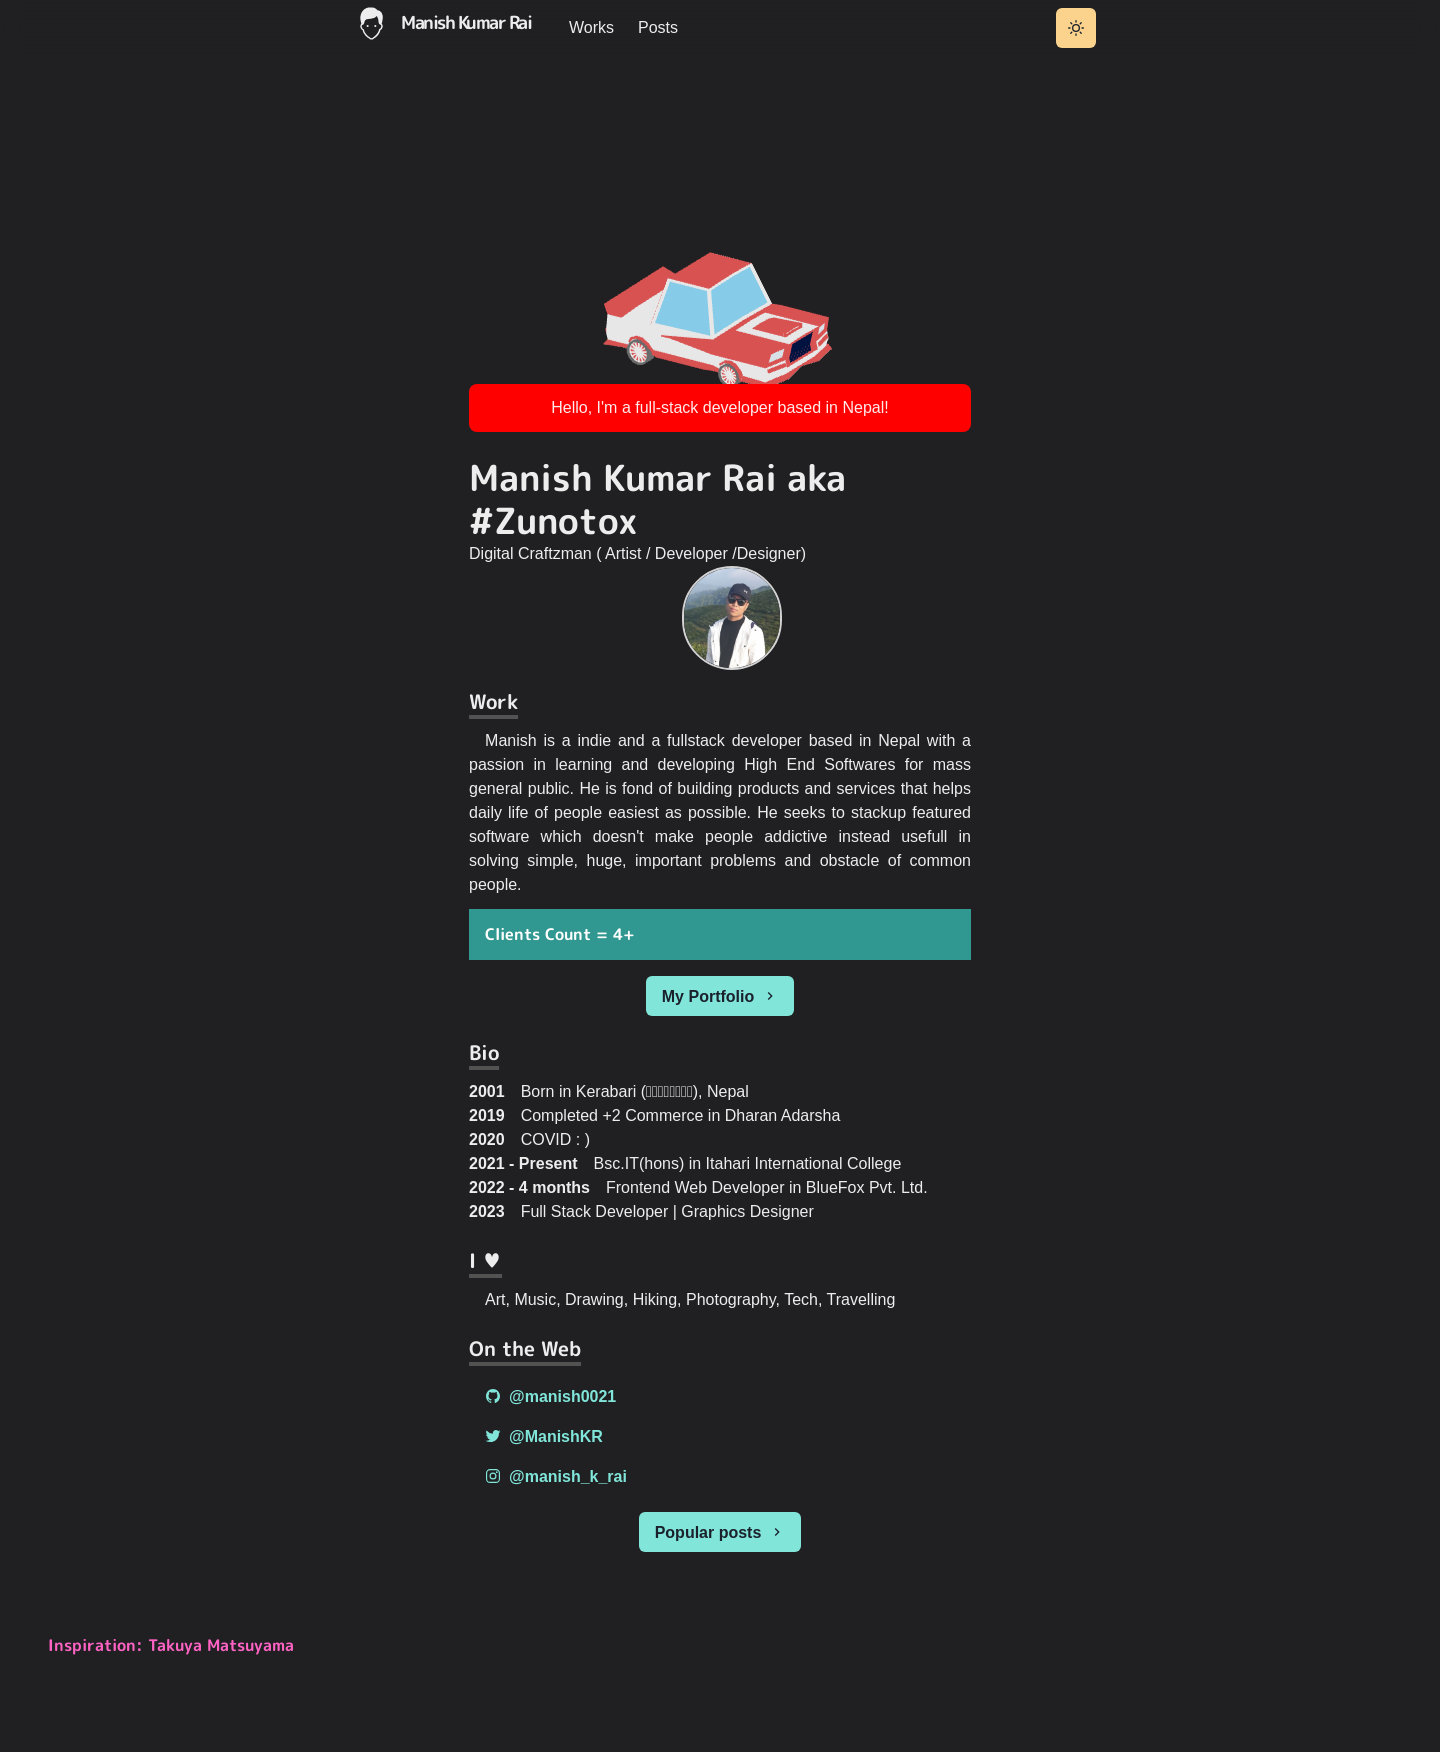 Manish Kumar Rai
Works
Posts
Hello, I'm a full-stack developer based in Nepal!
Manish Kumar Rai aka
#Zunotox
Digital Craftzman ( Artist / Developer /Designer)
Work
Manish is a indie and a fullstack developer based in Nepal with a
passion in learning and developing High End Softwares for mass
general public. He is fond of building products and services that helps
daily life of people easiest as possible. He seeks to stackup featured
software which doesn't make people addictive instead usefull in
solving simple, huge, important problems and obstacle of common
people.
Clients Count = 4+
My Portfolio
Bio
2001 Born in Kerabari (), Nepal
2019 Completed +2 Commerce in Dharan Adarsha
2020 COVID : )
2021 - Present Bsc.IT(hons) in Itahari International College
2022 - 4 months Frontend Web Developer in BlueFox Pvt. Ltd.
2023 Full Stack Developer | Graphics Designer
I ♥
Art, Music, Drawing, Hiking, Photography, Tech, Travelling
On the Web
@manish0021
@ManishKR
@manish_k_rai
Popular posts
Inspiration: Takuya Matsuyama